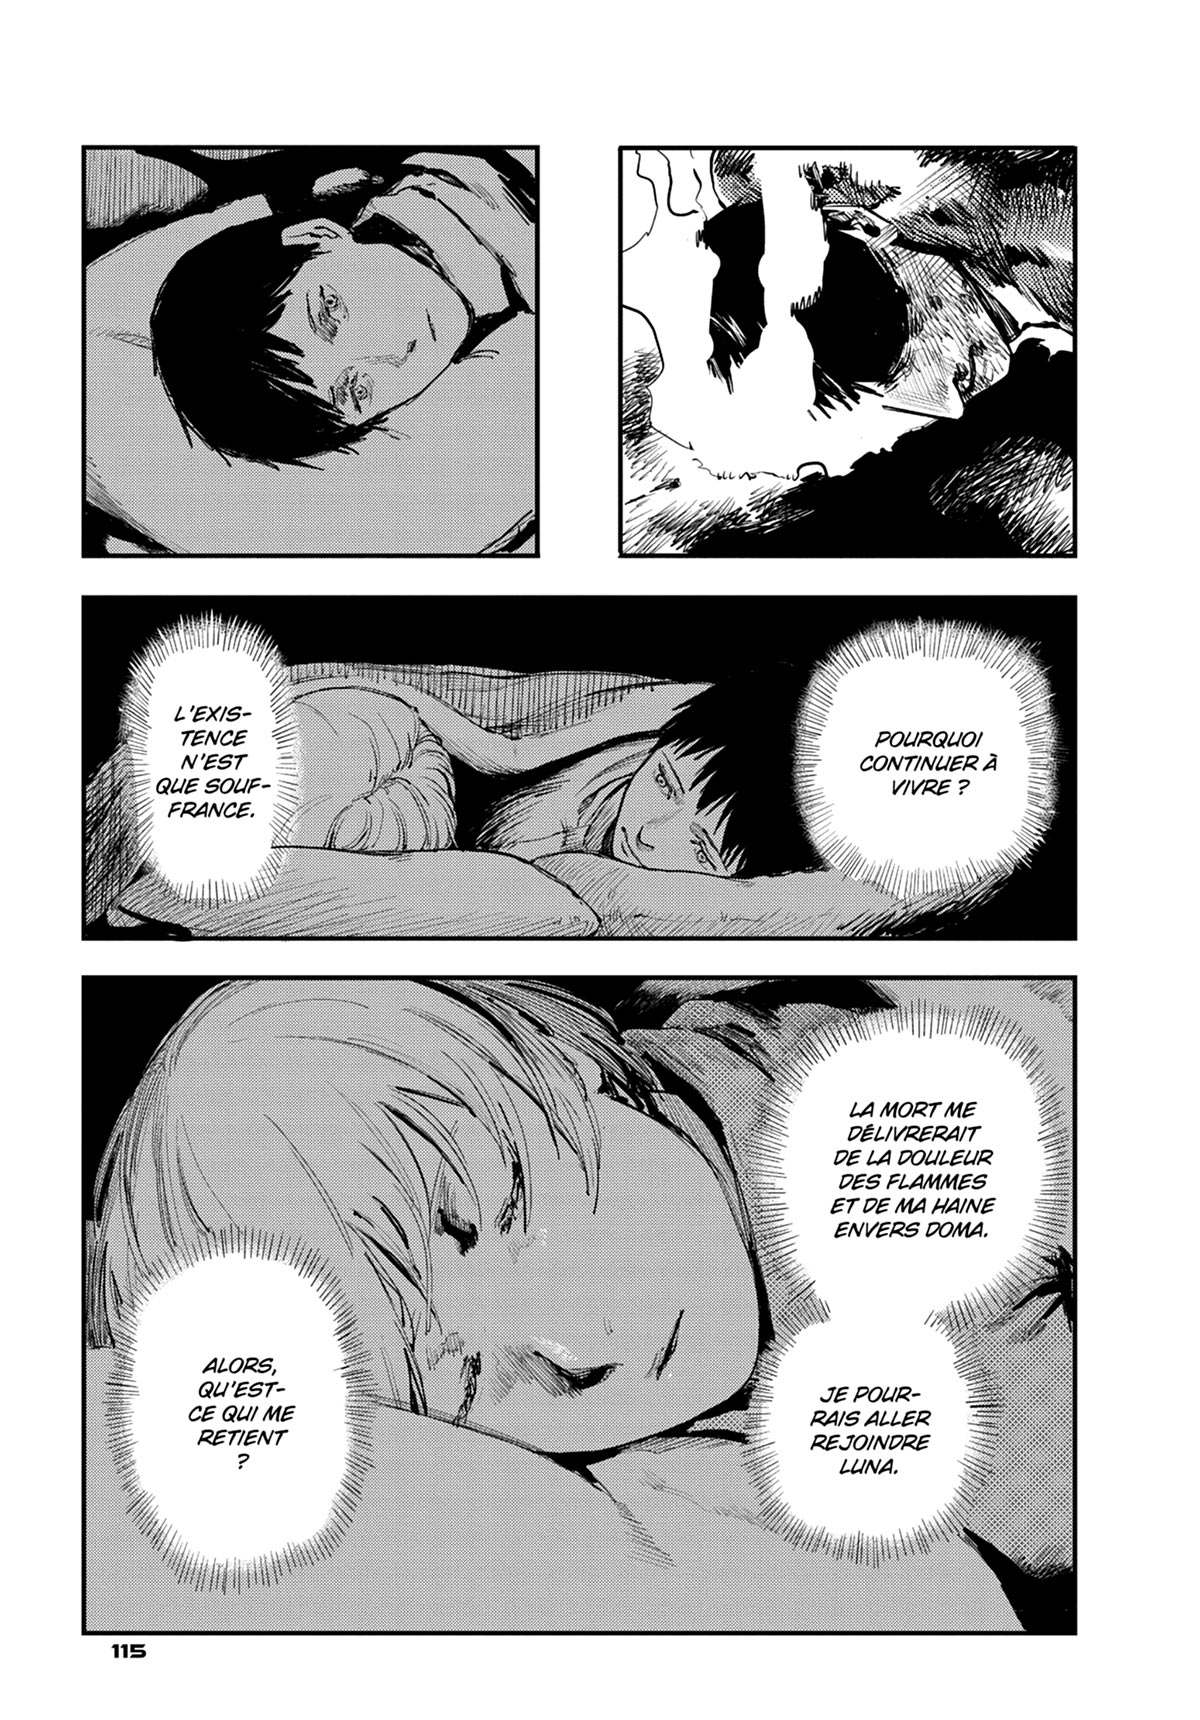 POURQUOI
CONTINUER À
VIVRE ?
L'EXIS-
TENCE
N'EST
QUE SOUF-
FRANCE.
LA MORT ME
DÉLIVRERAIT
DE LA DOULEUR
DES FLAMMES
ET DE MA HAINE
ENVERS DOMA.
JE POUR-
RAIS ALLER
REJOINDRE
LUNA.
ALORS,
QU'EST-
CE QUI ME
RETIENT
?
115